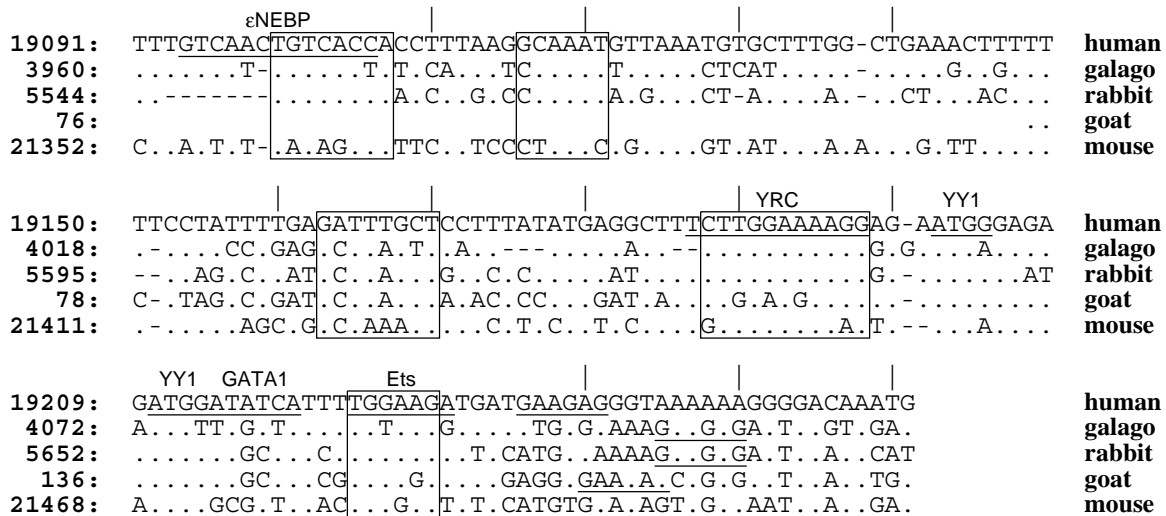 εNEBP
19091: TTTGTCAACTGTCACCACCTTTAAGGCAAATGTTAAATGTGCTTTGG-CTGAAACTTTTT human
3960: .......T-......T.T.CA...TC.....T.....CTCAT.....-.....G..G... galago
5544: ..-------........A.C..G.CC.....A.G...CT-A....A.-..CT...AC... rabbit
76: .. goat
21352: C..A.T.T-.A.AG...TTC..TCCCT...C.G....GT.AT...A.A...G.TT..... mouse
YRC YY1
19150: TTCCTATTTTGAGATTTGCTCCTTTATATGAGGCTTTCTTGGAAAAGGAG-AATGGGAGA human
4018: .-....CC.GAG.C..A.T..A..---.....A..--...........G.G....A.... galago
5595: --..AG.C..AT.C..A...G..C.C.....AT...............G.-.......AT rabbit
78: C-.TAG.C.GAT.C..A...A.AC.CC...GAT.A....G.A.G......-......... goat
21411: .-.....AGC.G.C.AAA.....C.T.C..T.C....G........A.T.--...A.... mouse
YY1 GATA1 Ets
19209: GATGGATATCATTTTGGAAGATGATGAAGAGGGTAAAAAAGGGGACAAATG human
4072: A...TT.G.T......T...G.....TG.G.AAAG..G.GA.T..GT.GA. galago
5652: .......GC...C.........T.CATG..AAAAG..G.GA.T..A..CAT rabbit
136: .......GC...CG....G.....GAGG.GAA.A.C.G.G..T..A..TG. goat
21468: A....GCG.T..AC...G..T.T.CATGTG.A.AGT.G..AAT..A..GA. mouse